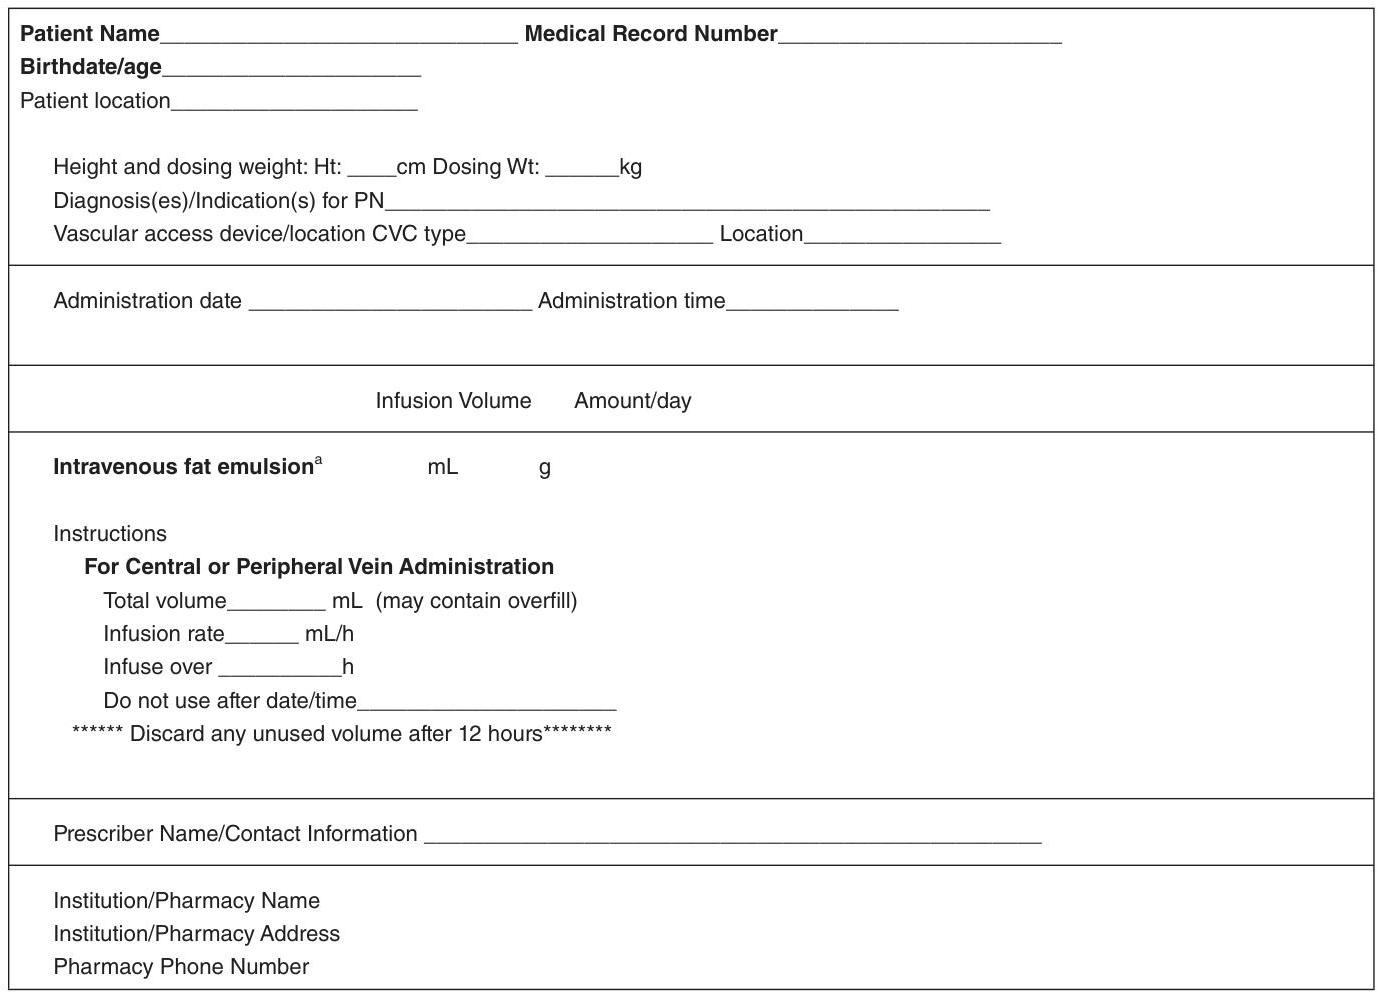 Patient Name_____________________________ Medical Record Number_______________________
Birthdate/age_____________________
Patient location____________________
Height and dosing weight: Ht: ____cm Dosing Wt: ______kg
Diagnosis(es)/Indication(s) for PN_________________________________________________
Vascular access device/location CVC type____________________ Location________________
Administration date _______________________ Administration time______________
Infusion Volume Amount/day
Intravenous fat emulsionᵃ mL g
Instructions
For Central or Peripheral Vein Administration
Total volume________ mL (may contain overfill)
Infusion rate______ mL/h
Infuse over __________h
Do not use after date/time_____________________
****** Discard any unused volume after 12 hours********
Prescriber Name/Contact Information __________________________________________________
Institution/Pharmacy Name
Institution/Pharmacy Address
Pharmacy Phone Number